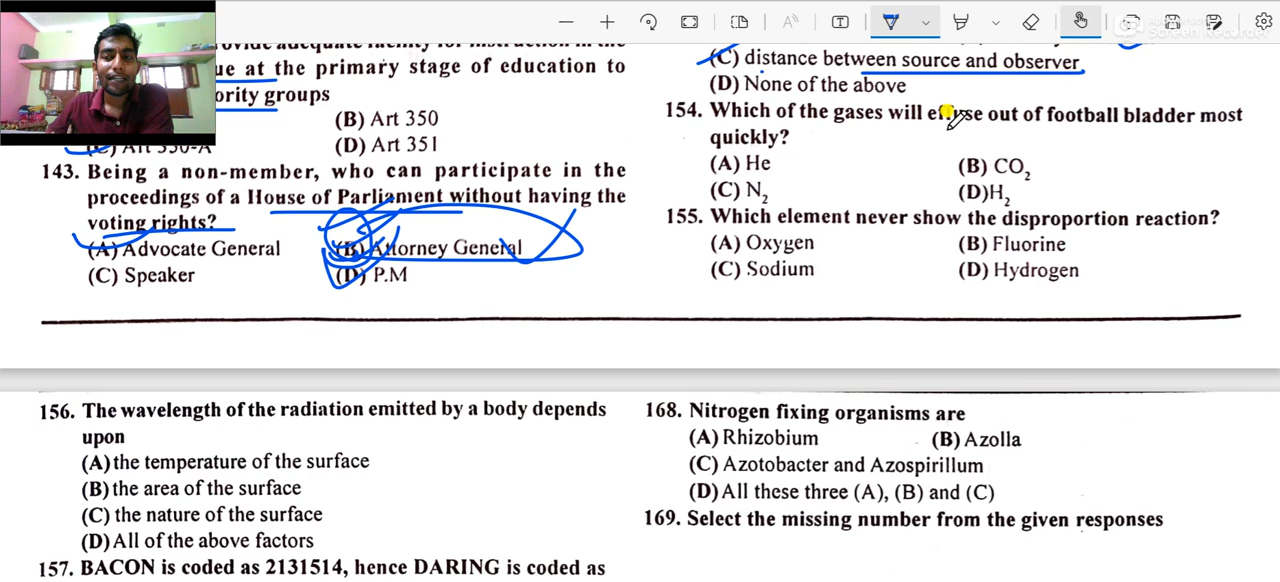 ue at the primary stage of education to
ority groups
(B) Art 350
(D) Art 351
143. Being a non-member, who can participate in the
proceedings of a House of Parliament without having the
voting rights?
(A) Advocate General
(B) Attorney General
(C) Speaker
(D) P.M
(C) distance between source and observer
(D) None of the above
154. Which of the gases will out of football bladder most
quickly?
(A) He
(B) CO₂
(C) N₂
(D)H₂
155. Which element never show the disproportion reaction?
(A) Oxygen
(B) Fluorine
(C) Sodium
(D) Hydrogen
156. The wavelength of the radiation emitted by a body depends
upon
(A) the temperature of the surface
(B) the area of the surface
(C) the nature of the surface
(D) All of the above factors
157. BACON is coded as 2131514, hence DARING is coded as
168. Nitrogen fixing organisms are
(A) Rhizobium
(B) Azolla
(C) Azotobacter and Azospirillum
(D) All these three (A), (B) and (C)
169. Select the missing number from the given responses